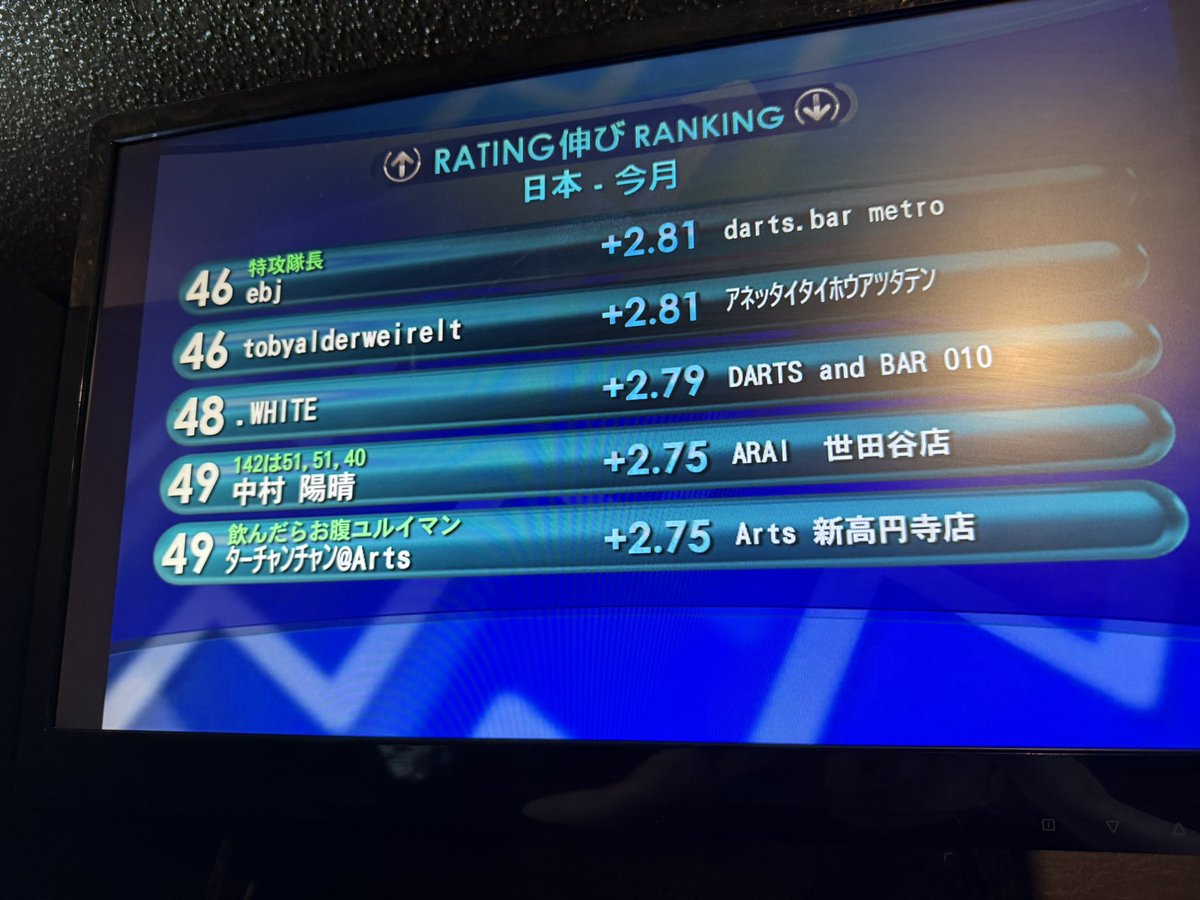 RATING伸び RANKING
日本 - 今月
46 特攻隊長
ebj +2.81 darts.bar metro
46 tobyalderweirelt +2.81 ｱﾈｯﾀｲﾀｲﾎｳｱﾂﾀﾃﾝ
48 .WHITE +2.79 DARTS and BAR 010
49 142は51,51,40
中村 陽晴 +2.75 ARAI　世田谷店
49 飲んだらお腹ユルイマン
ﾀｰﾁｬﾝﾁｬﾝ@Arts +2.75 Arts 新高円寺店